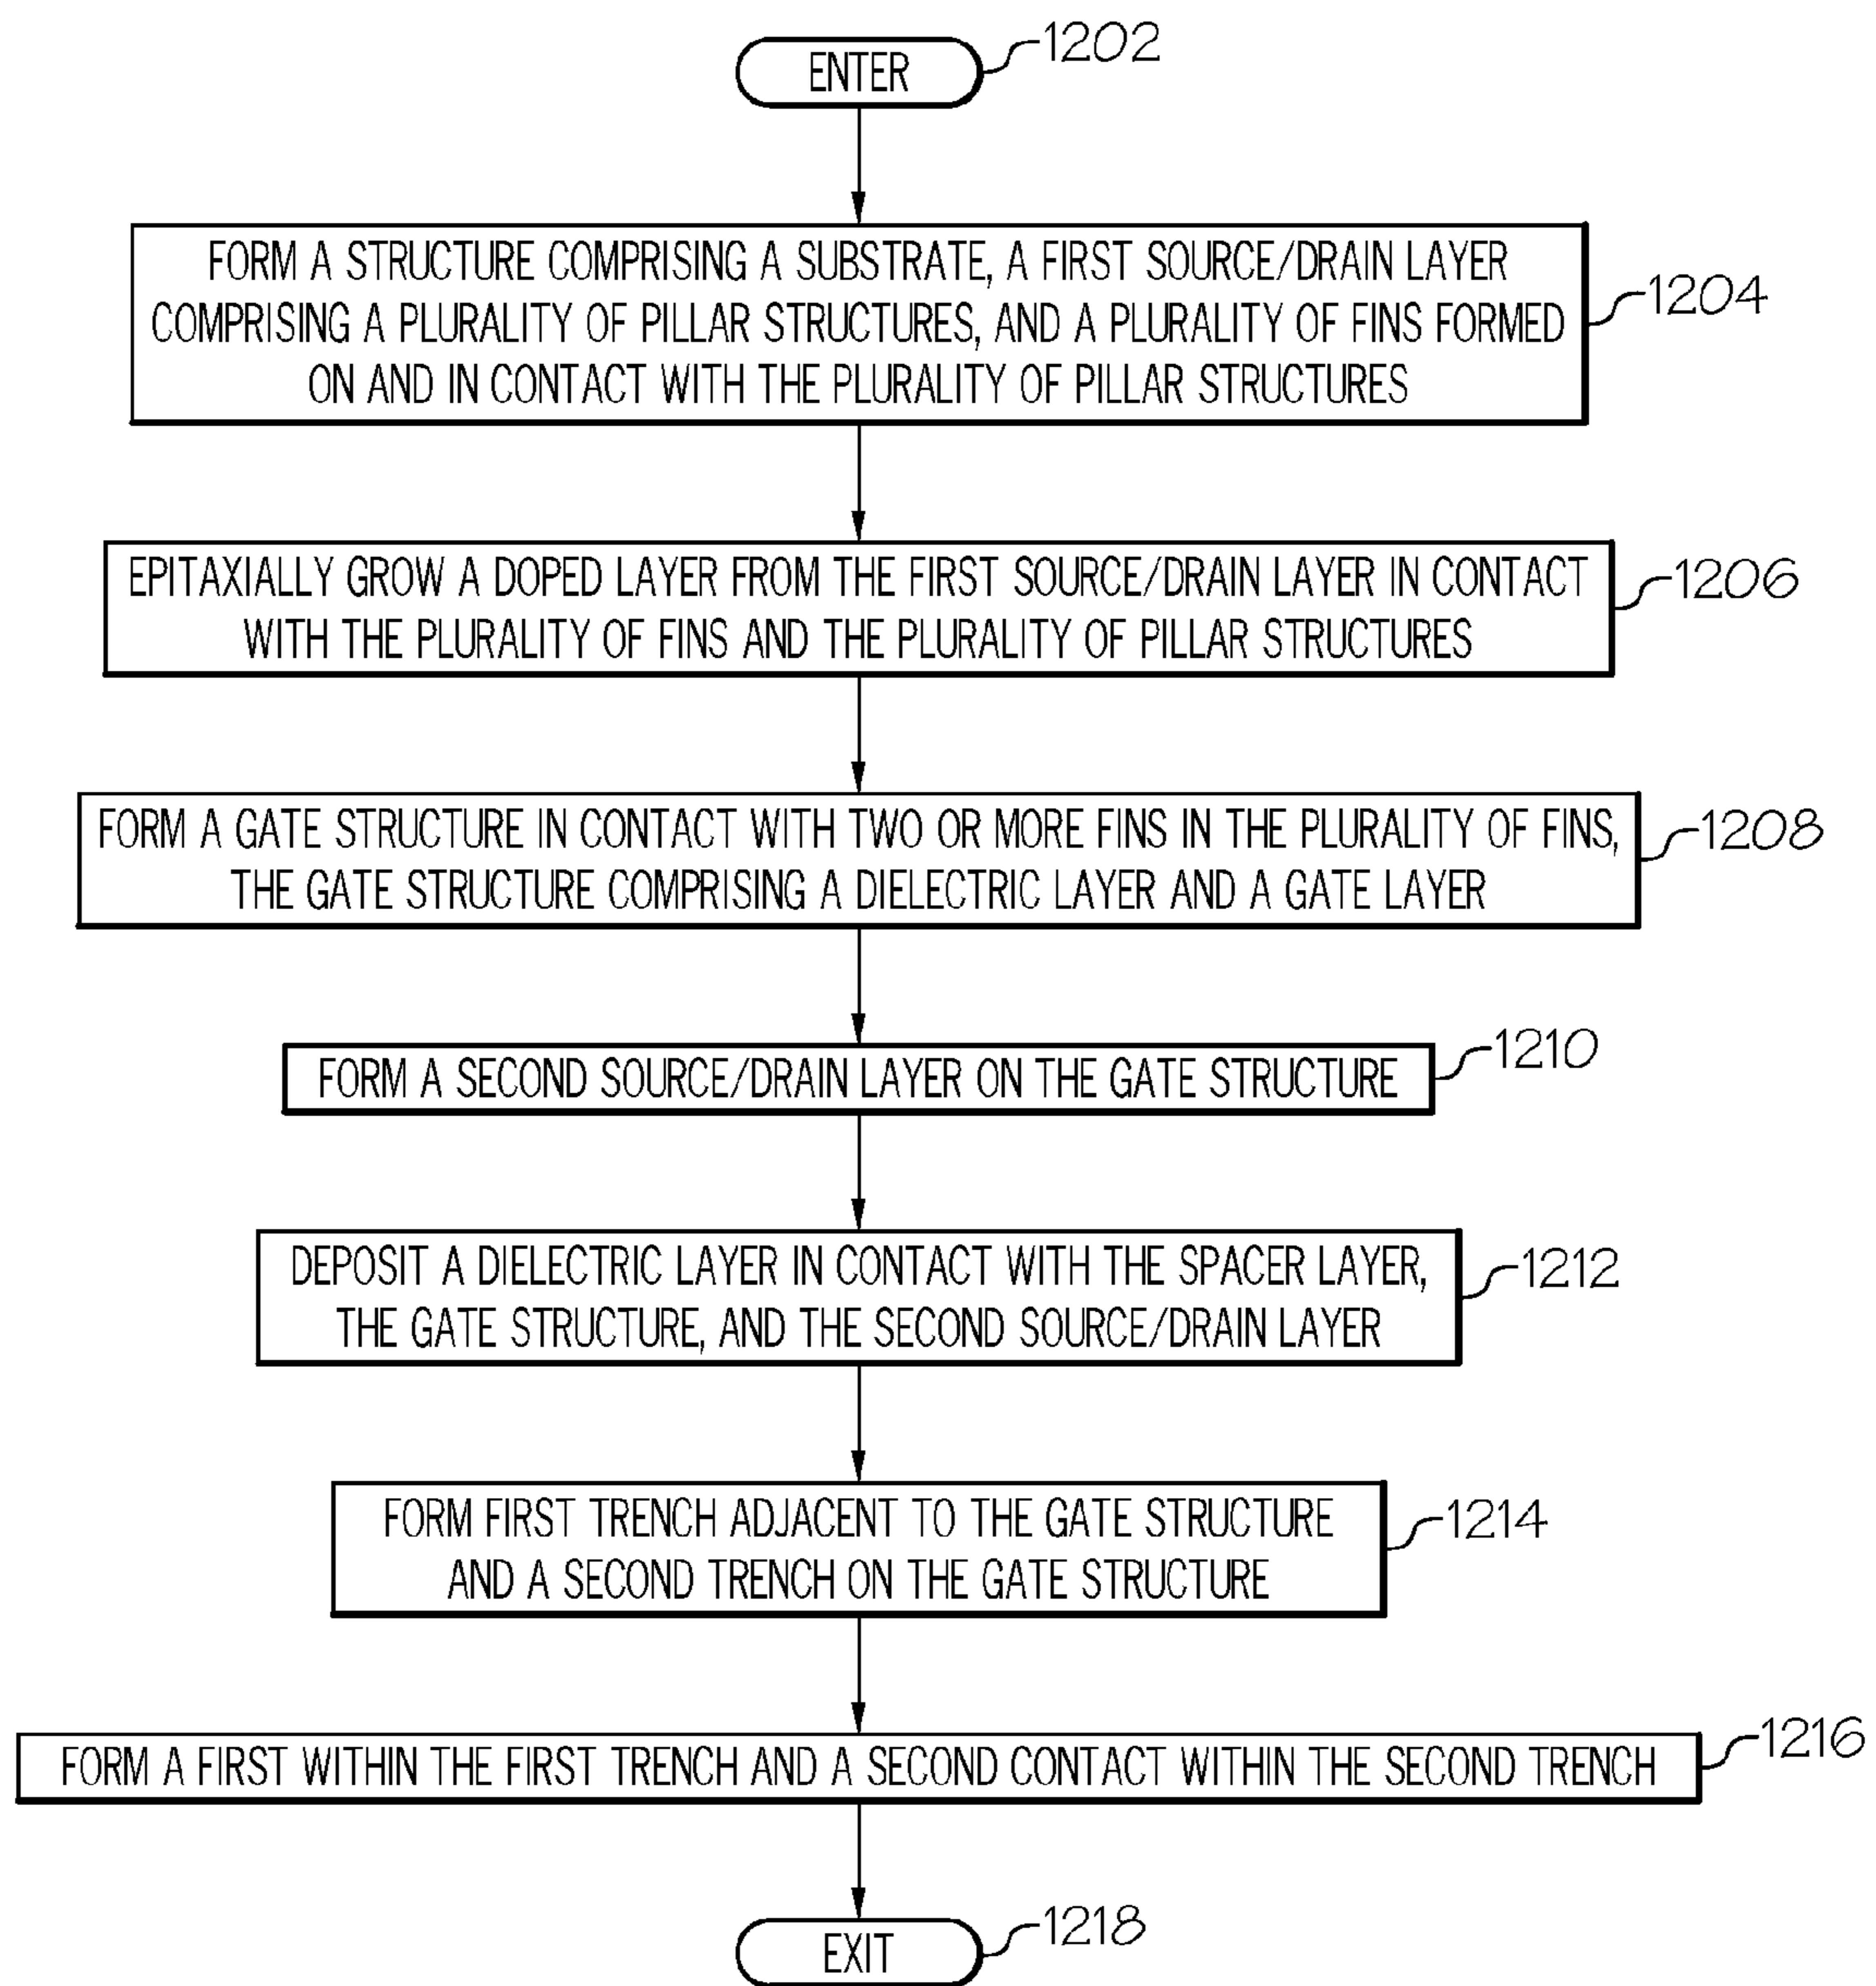 ENTER
1202
FORM A STRUCTURE COMPRISING A SUBSTRATE, A FIRST SOURCE/DRAIN LAYER
COMPRISING A PLURALITY OF PILLAR STRUCTURES, AND A PLURALITY OF FINS FORMED
ON AND IN CONTACT WITH THE PLURALITY OF PILLAR STRUCTURES
1204
EPITAXIALLY GROW A DOPED LAYER FROM THE FIRST SOURCE/DRAIN LAYER IN CONTACT
WITH THE PLURALITY OF FINS AND THE PLURALITY OF PILLAR STRUCTURES
1206
FORM A GATE STRUCTURE IN CONTACT WITH TWO OR MORE FINS IN THE PLURALITY OF FINS,
THE GATE STRUCTURE COMPRISING A DIELECTRIC LAYER AND A GATE LAYER
1208
FORM A SECOND SOURCE/DRAIN LAYER ON THE GATE STRUCTURE
1210
DEPOSIT A DIELECTRIC LAYER IN CONTACT WITH THE SPACER LAYER,
THE GATE STRUCTURE, AND THE SECOND SOURCE/DRAIN LAYER
1212
FORM FIRST TRENCH ADJACENT TO THE GATE STRUCTURE
AND A SECOND TRENCH ON THE GATE STRUCTURE
1214
FORM A FIRST WITHIN THE FIRST TRENCH AND A SECOND CONTACT WITHIN THE SECOND TRENCH
1216
EXIT
1218